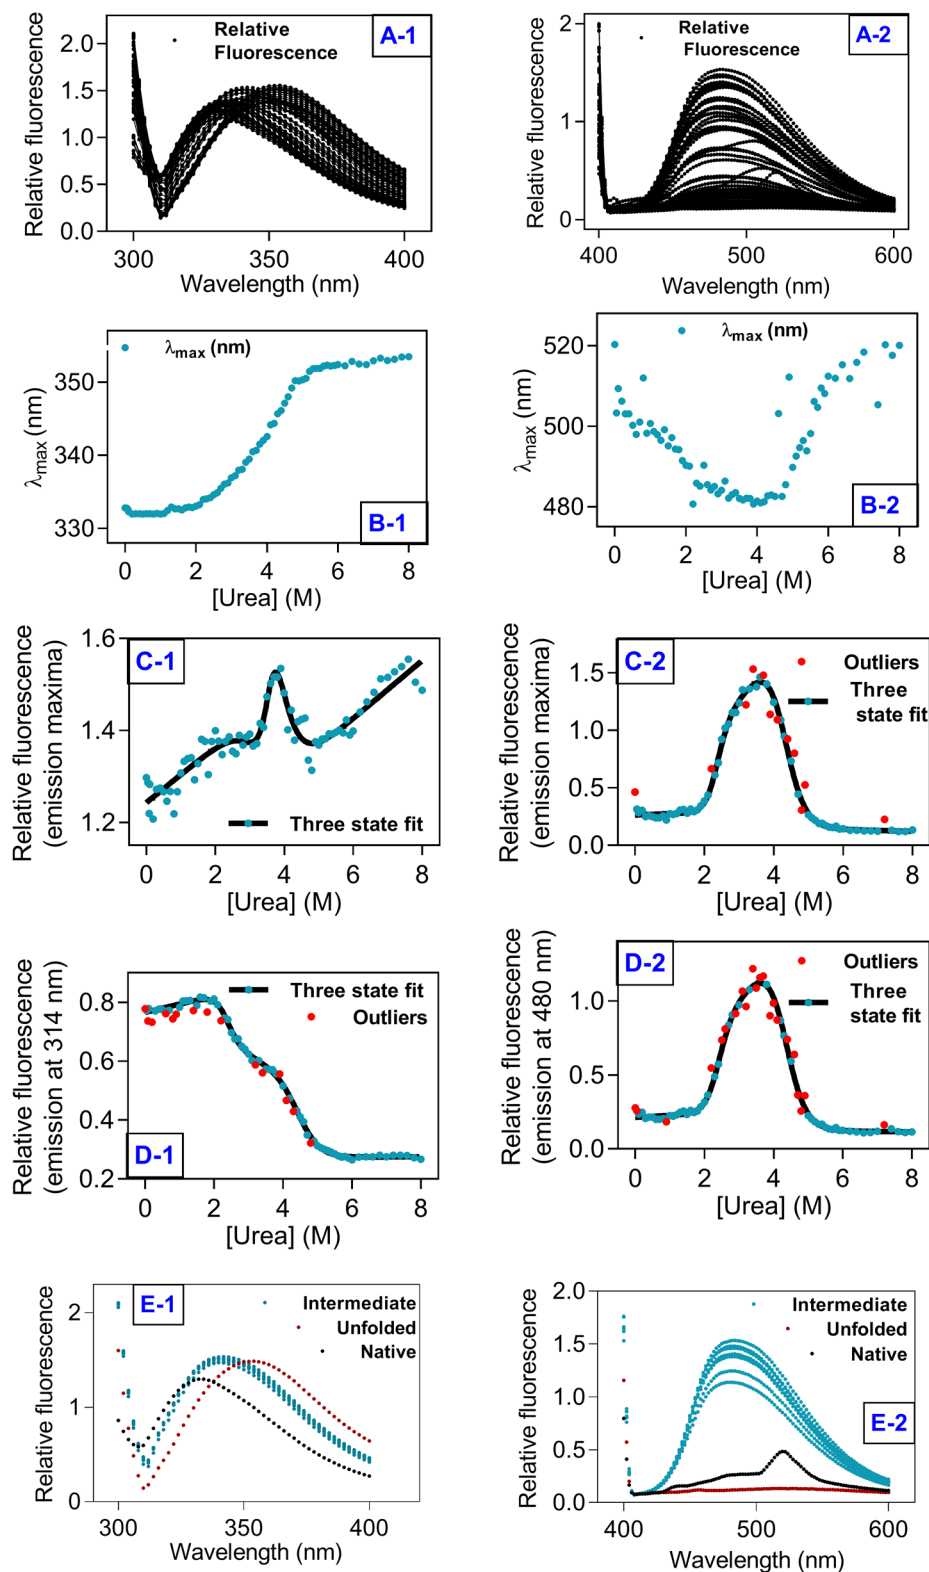 A-1
Relative
Fluorescence
Relative fluorescence
2.0
1.5
1.0
0.5
0.0
300
350
400
Wavelength (nm)
A-2
Relative
Fluorescence
Relative fluorescence
2
1
0
400
500
600
Wavelength (nm)
λmax (nm)
λmax (nm)
350
340
330
B-1
0
2
4
6
8
[Urea] (M)
λmax (nm)
λmax (nm)
520
500
480
B-2
0
2
4
6
8
[Urea] (M)
C-1
Relative fluorescence
(emission maxima)
1.6
1.4
1.2
Three state fit
0
2
4
6
8
[Urea] (M)
C-2
Outliers
Three
state fit
Relative fluorescence
(emission maxima)
1.5
1.0
0.5
0.0
0
2
4
6
8
[Urea] (M)
Three state fit
Outliers
Relative fluorescence
(emission at 314 nm)
0.8
0.6
0.4
0.2
D-1
0
2
4
6
8
[Urea] (M)
D-2
Outliers
Three
state fit
Relative fluorescence
(emission at 480 nm)
1.0
0.5
0.0
0
2
4
6
8
[Urea] (M)
E-1
Intermediate
Unfolded
Native
Relative fluorescence
2
1
0
300
350
400
Wavelength (nm)
Intermediate
Unfolded
Native
E-2
Relative fluorescence
2.0
1.5
1.0
0.5
0.0
400
500
600
Wavelength (nm)